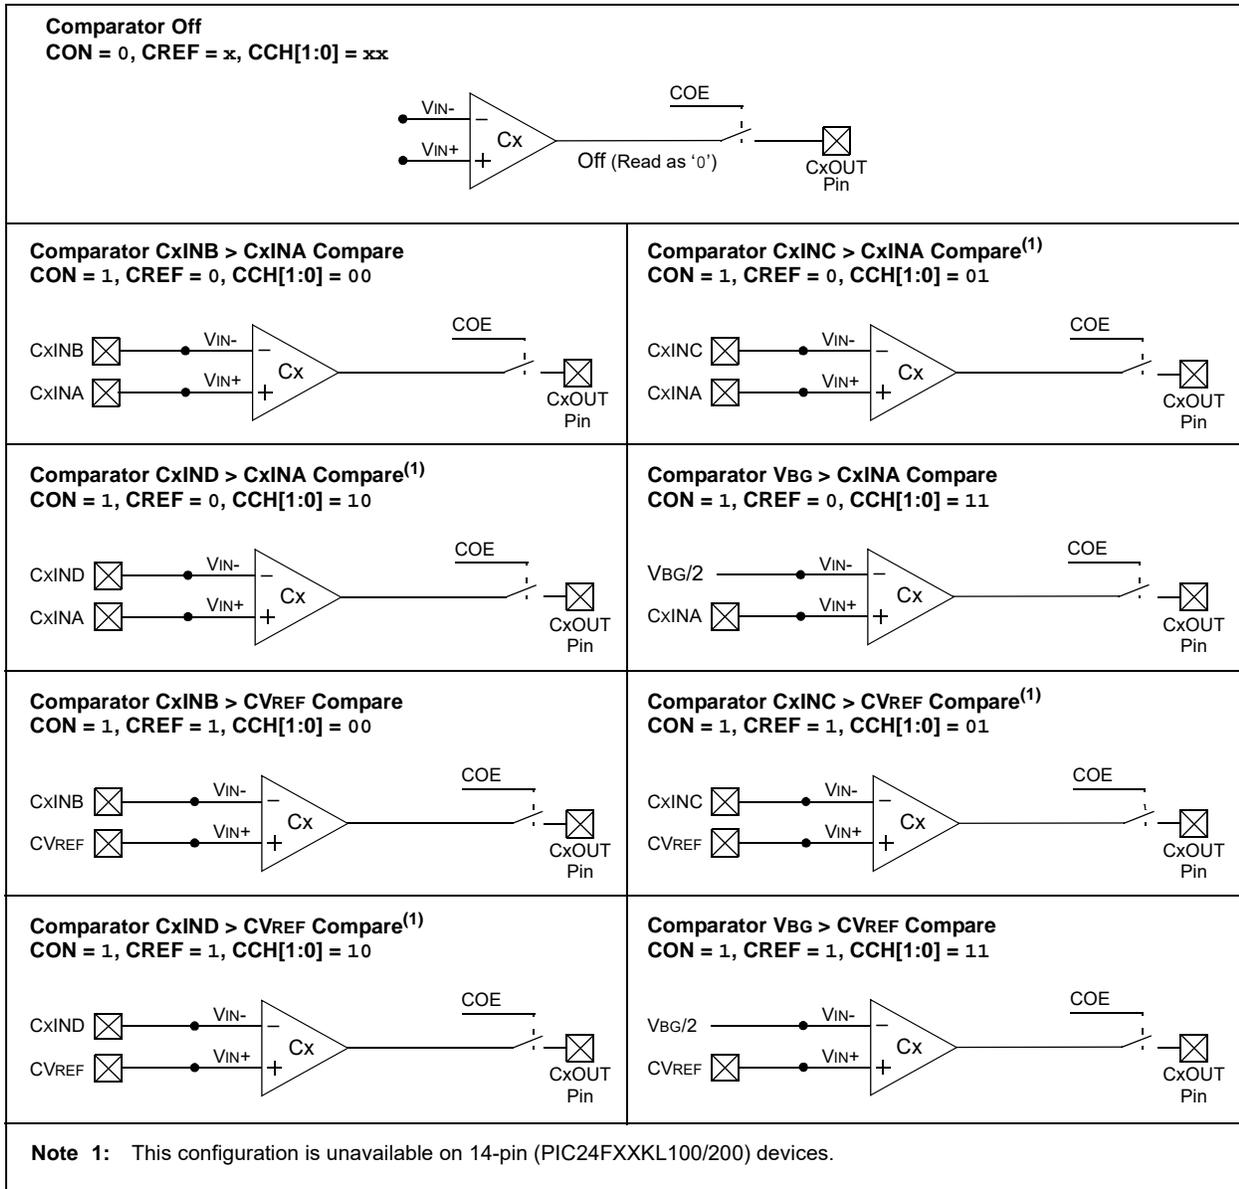 Comparator Off
CON = 0, CREF = x, CCH[1:0] = xx
COE
VIN-
–
Cx
VIN+
+
Off (Read as ‘0’)
CxOUT
Pin
Comparator CxINB > CxINA Compare
CON = 1, CREF = 0, CCH[1:0] = 00
COE
CxINB
VIN-
–
Cx
CxINA
VIN+
+
CxOUT
Pin
Comparator CxINC > CxINA Compare(1)
CON = 1, CREF = 0, CCH[1:0] = 01
COE
CxINC
VIN-
–
Cx
CxINA
VIN+
+
CxOUT
Pin
Comparator CxIND > CxINA Compare(1)
CON = 1, CREF = 0, CCH[1:0] = 10
COE
CxIND
VIN-
–
Cx
CxINA
VIN+
+
CxOUT
Pin
Comparator VBG > CxINA Compare
CON = 1, CREF = 0, CCH[1:0] = 11
COE
VBG/2
VIN-
–
Cx
CxINA
VIN+
+
CxOUT
Pin
Comparator CxINB > CVREF Compare
CON = 1, CREF = 1, CCH[1:0] = 00
COE
CxINB
VIN-
–
Cx
CVREF
VIN+
+
CxOUT
Pin
Comparator CxINC > CVREF Compare(1)
CON = 1, CREF = 1, CCH[1:0] = 01
COE
CxINC
VIN-
–
Cx
CVREF
VIN+
+
CxOUT
Pin
Comparator CxIND > CVREF Compare(1)
CON = 1, CREF = 1, CCH[1:0] = 10
COE
CxIND
VIN-
–
Cx
CVREF
VIN+
+
CxOUT
Pin
Comparator VBG > CVREF Compare
CON = 1, CREF = 1, CCH[1:0] = 11
COE
VBG/2
VIN-
–
Cx
CVREF
VIN+
+
CxOUT
Pin
Note 1: This configuration is unavailable on 14-pin (PIC24FXXKL100/200) devices.